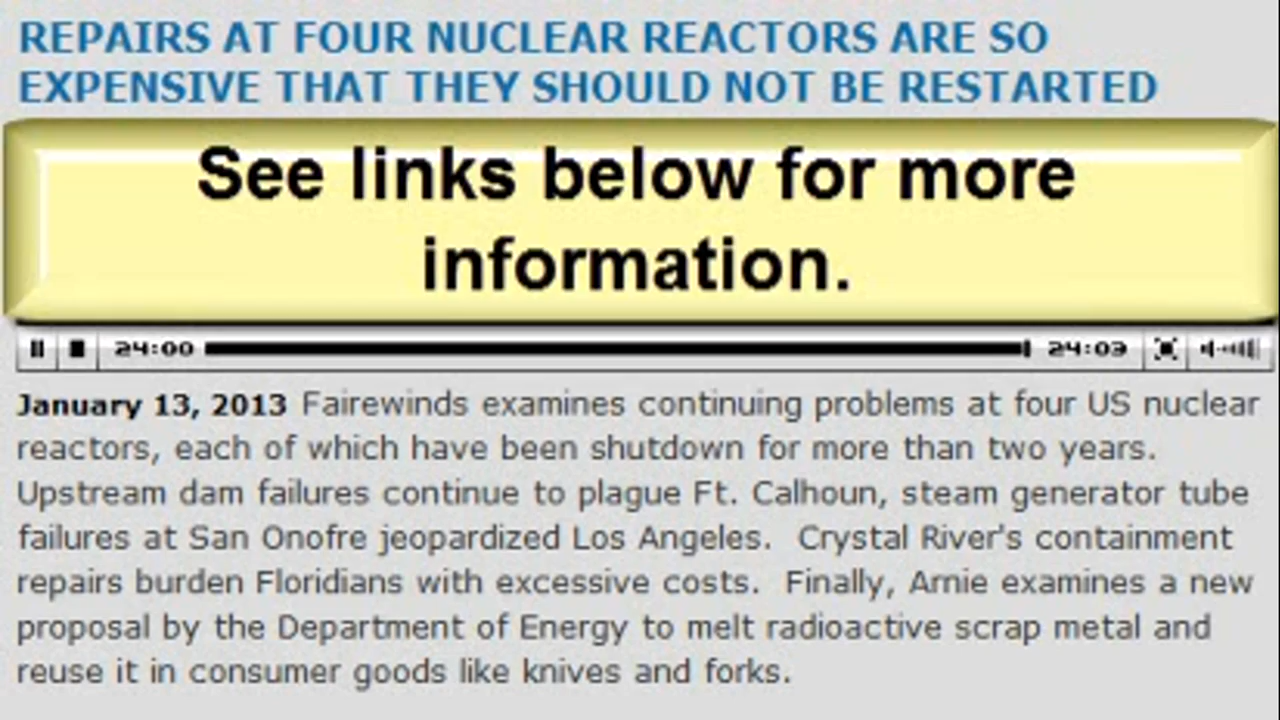 REPAIRS AT FOUR NUCLEAR REACTORS ARE SO
EXPENSIVE THAT THEY SHOULD NOT BE RESTARTED
See links below for more
information.
24:00 24:03
January 13, 2013 Fairewinds examines continuing problems at four US nuclear
reactors, each of which have been shutdown for more than two years.
Upstream dam failures continue to plague Ft. Calhoun, steam generator tube
failures at San Onofre jeopardized Los Angeles. Crystal River's containment
repairs burden Floridians with excessive costs. Finally, Arnie examines a new
proposal by the Department of Energy to melt radioactive scrap metal and
reuse it in consumer goods like knives and forks.